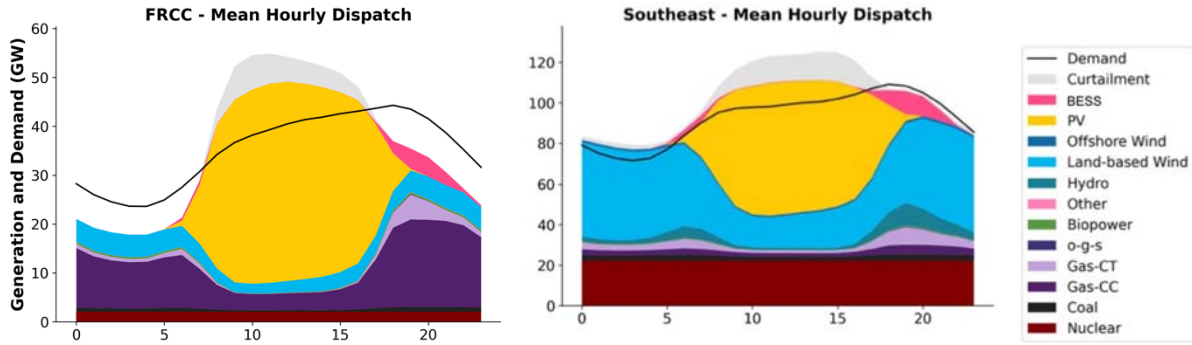 FRCC - Mean Hourly Dispatch
Generation and Demand (GW)
60
50
40
30
20
10
0
0 5 10 15 20
Southeast - Mean Hourly Dispatch
120
100
80
60
40
20
0
0 5 10 15 20
Demand
Curtailment
BESS
PV
Offshore Wind
Land-based Wind
Hydro
Other
Biopower
o-g-s
Gas-CT
Gas-CC
Coal
Nuclear